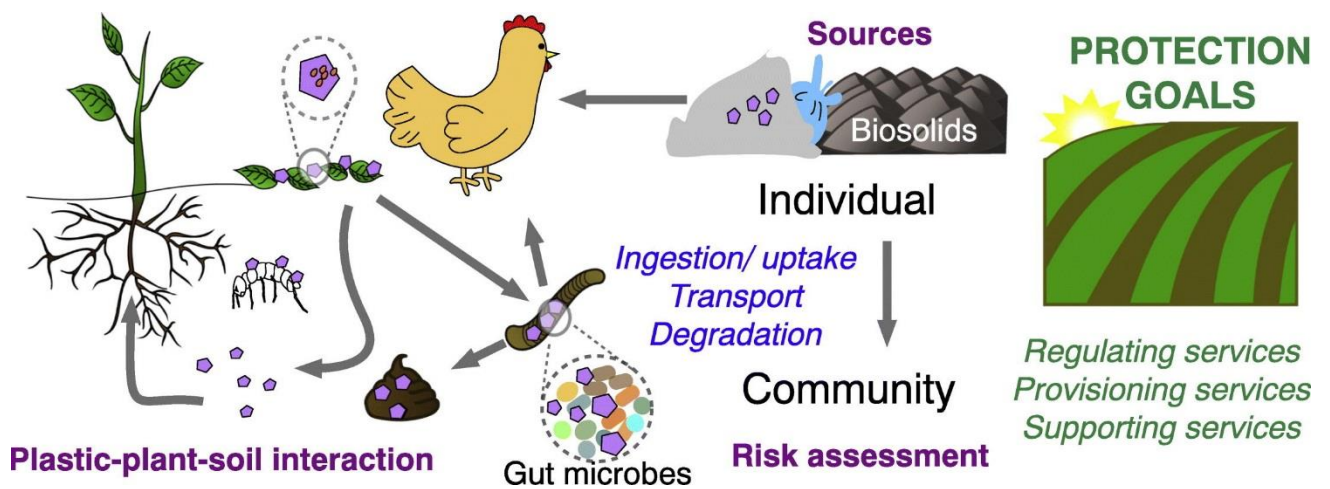 Sources
Biosolids
PROTECTION
GOALS
Individual
Ingestion/ uptake
Transport
Degradation
Community
Risk assessment
Regulating services
Provisioning services
Supporting services
Plastic-plant-soil interaction
Gut microbes